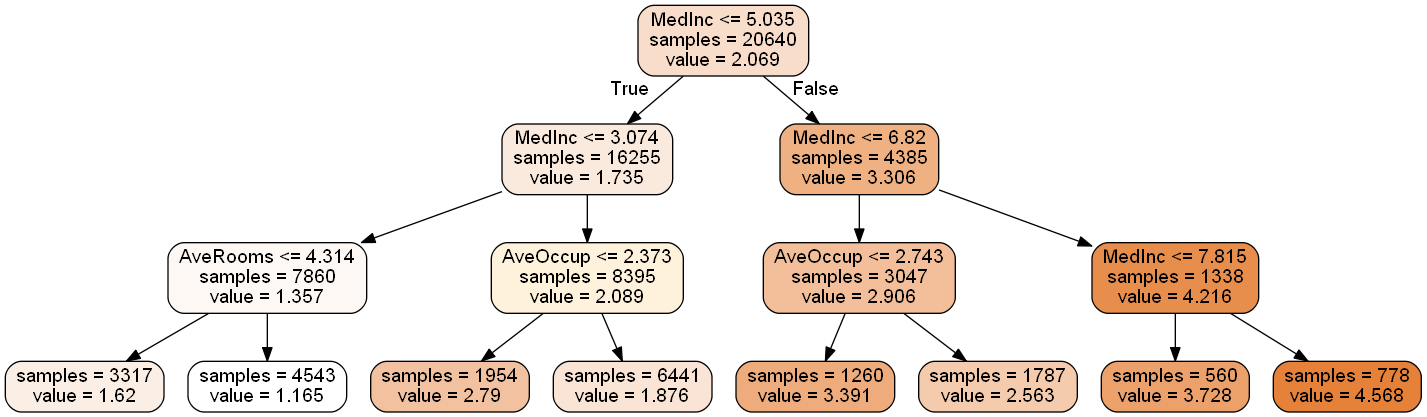 MedInc <= 5.035
samples = 20640
value = 2.069
True
False
MedInc <= 3.074
samples = 16255
value = 1.735
MedInc <= 6.82
samples = 4385
value = 3.306
AveRooms <= 4.314
samples = 7860
value = 1.357
AveOccup <= 2.373
samples = 8395
value = 2.089
AveOccup <= 2.743
samples = 3047
value = 2.906
MedInc <= 7.815
samples = 1338
value = 4.216
samples = 3317
value = 1.62
samples = 4543
value = 1.165
samples = 1954
value = 2.79
samples = 6441
value = 1.876
samples = 1260
value = 3.391
samples = 1787
value = 2.563
samples = 560
value = 3.728
samples = 778
value = 4.568